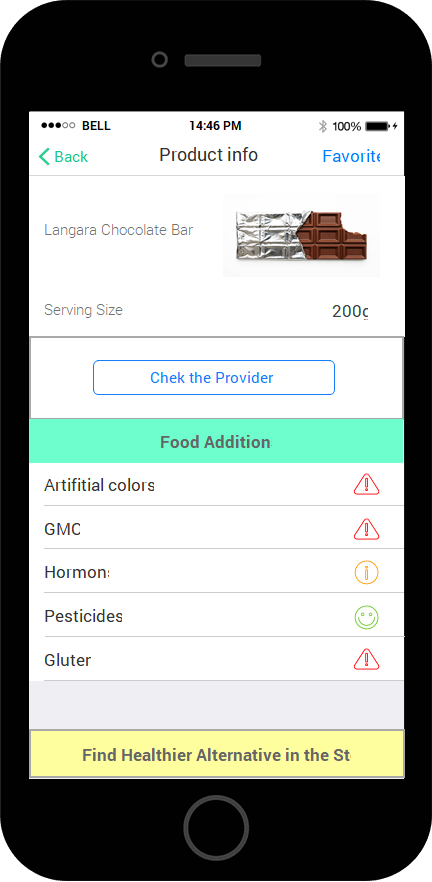 BELL 14:46 PM 100%
Back Product info Favorite
Langara Chocolate Bar
Serving Size 200g
Chek the Provider
Food Addition
Artifitial colors
GMO
Hormon
Pesticides
Gluten
Find Healthier Alternative in the St